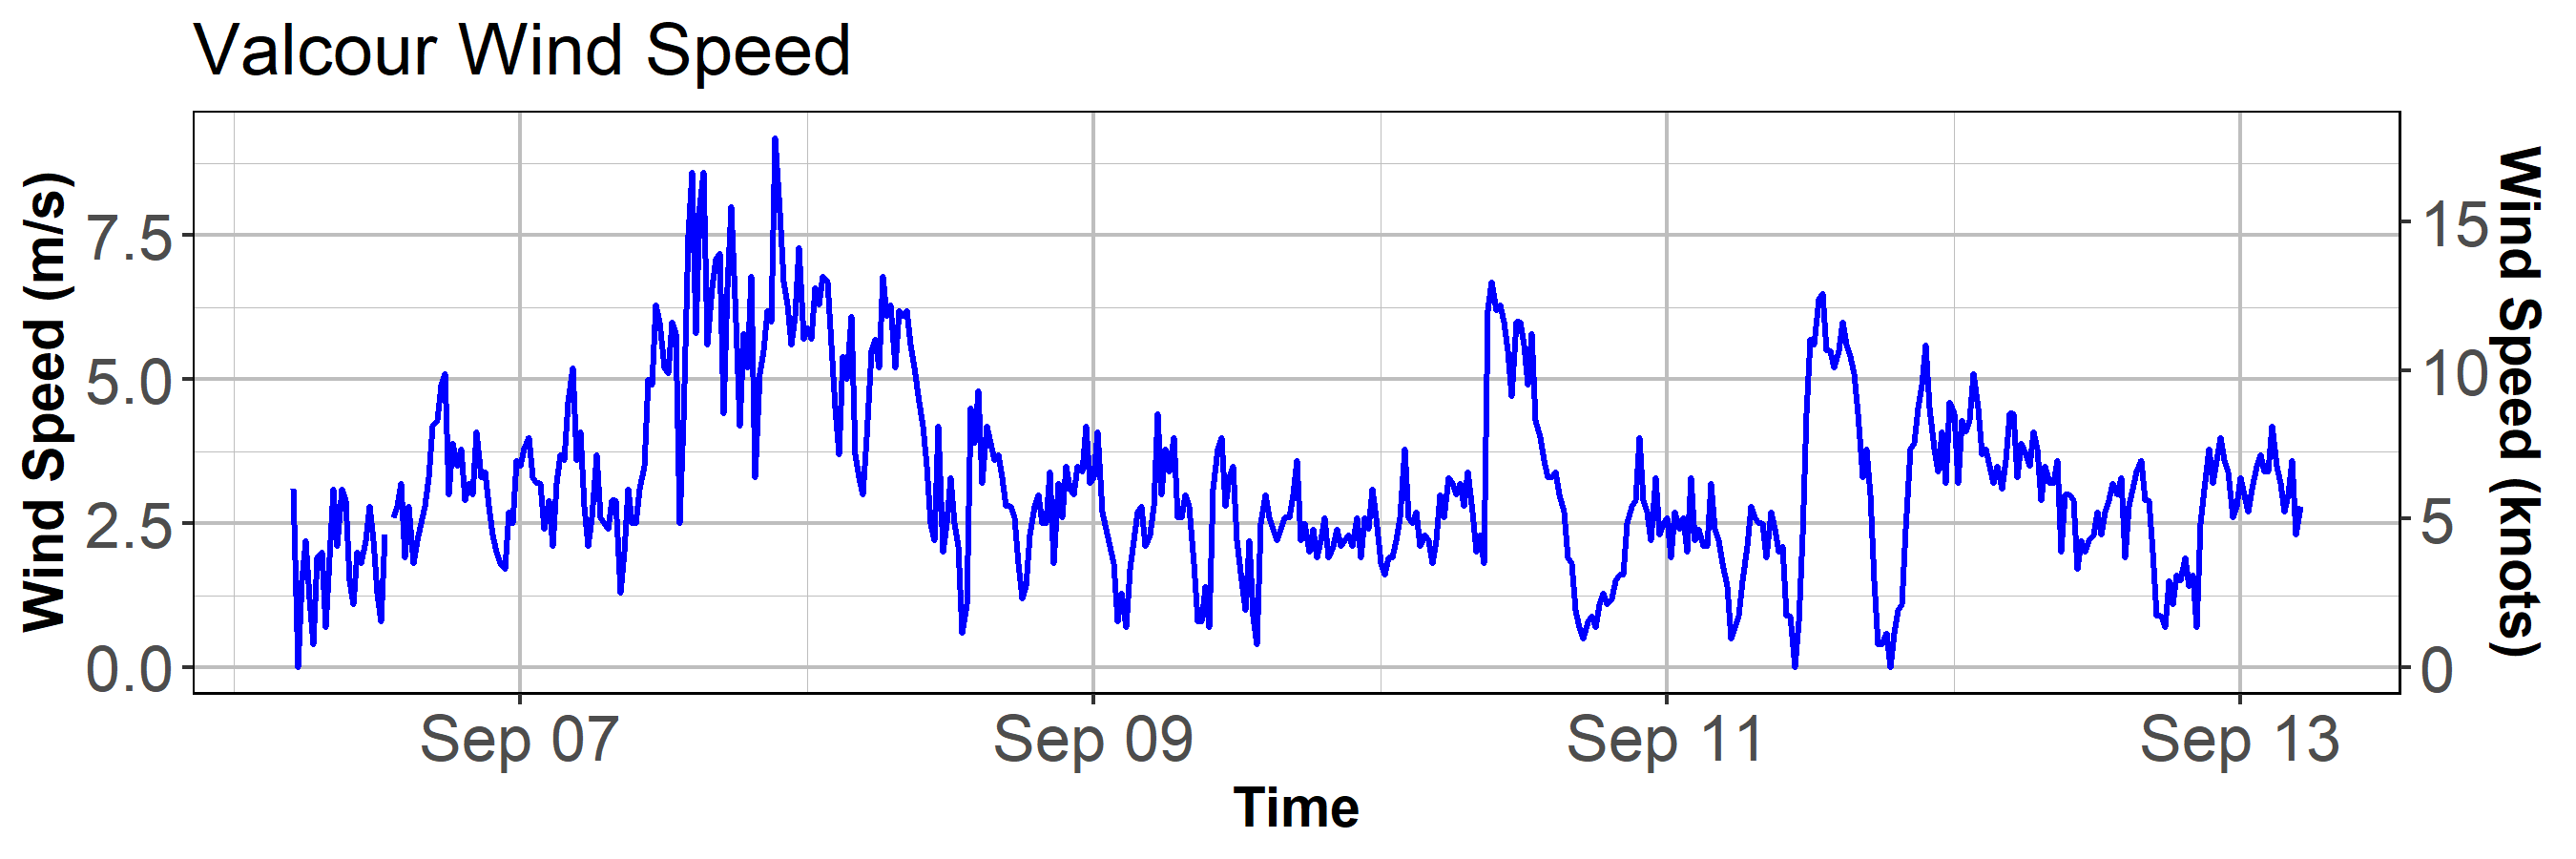 Valcour Wind Speed
Wind Speed (m/s)
7.5
5.0
2.5
0.0
15
10
5
0
Wind Speed (knots)
Sep 07
Sep 09
Sep 11
Sep 13
Time